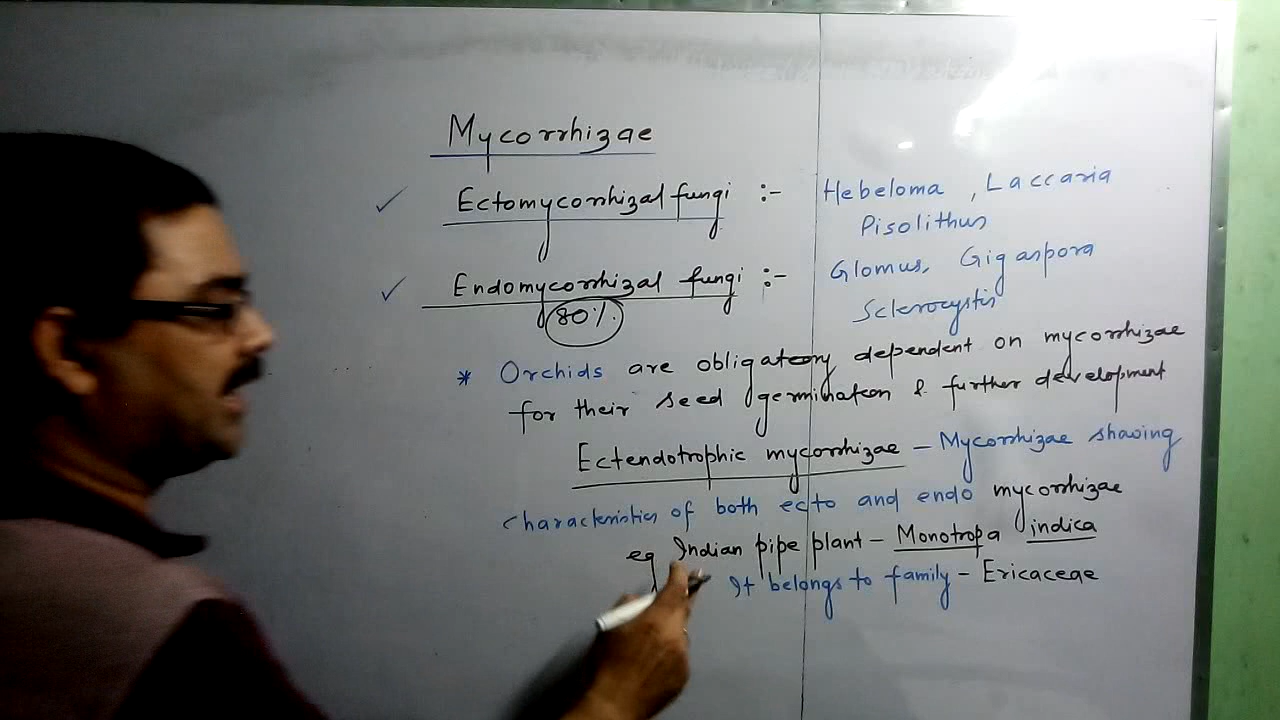 Mycorrhizae
Ectomycorrhizal fungi :- Hebeloma , Laccaria
Pisolithus
Endomycorrhizal fungi :- Glomus, Gigaspora
80%. Sclerocystis
* Orchids are obligatory dependent on mycorrhizae
for their seed germination & further development
Ectendotrophic mycorrhizae – Mycorrhizae showing
characteristics of both ecto and endo mycorrhizae
eg Indian pipe plant – Monotropa indica
It belongs to family – Ericaceae